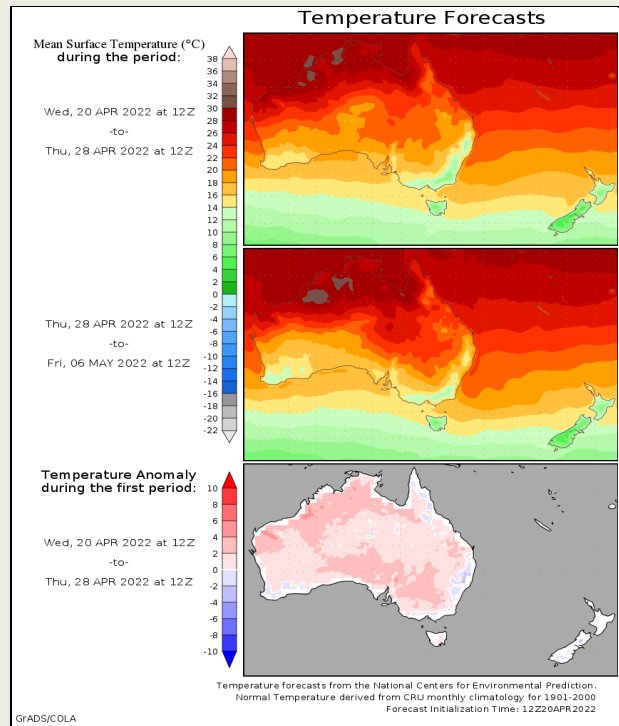 Temperature Forecasts
Mean Surface Temperature (°C)
during the period:
Wed, 20 APR 2022 at 12Z
-to-
Thu, 28 APR 2022 at 12Z
38
36
34
32
30
28
26
24
22
20
18
16
14
12
10
8
6
4
2
0
-2
-4
-6
-8
-10
-12
-14
-16
-18
-20
-22
Thu, 28 APR 2022 at 12Z
-to-
Fri, 06 MAY 2022 at 12Z
Temperature Anomaly
during the first period:
Wed, 20 APR 2022 at 12Z
-to-
Thu, 28 APR 2022 at 12Z
10
8
6
4
2
0
-2
-4
-6
-8
-10
Temperature forecasts from the National Centers for Environmental Prediction.
Normal Temperature derived from CRU monthly climatology for 1901-2000
Forecast Initialization Time: 12Z20APR2022
GrADS/COLA